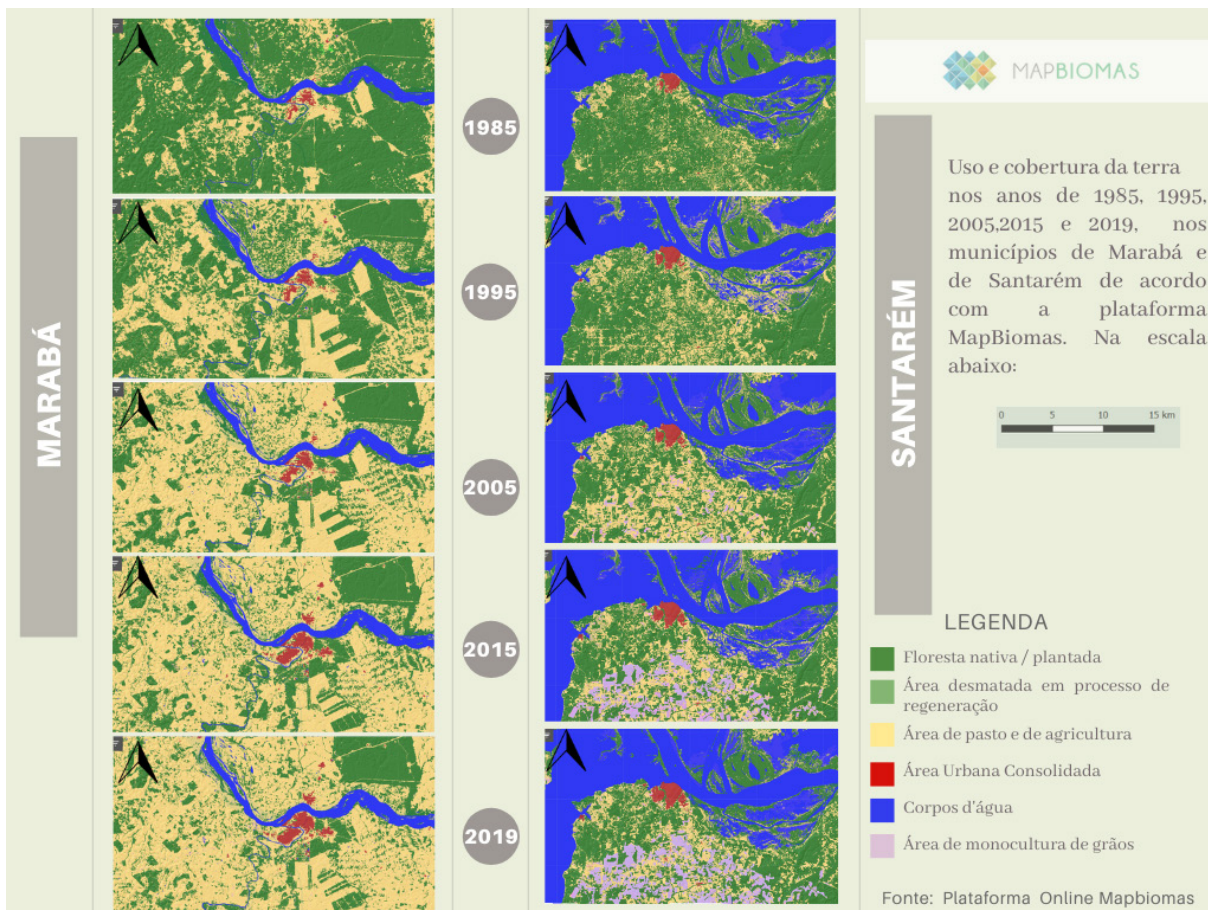 MARABÁ
1985
1995
2005
2015
2019
SANTARÉM
MAPBIOMAS
Uso e cobertura da terra
nos anos de 1985, 1995,
2005,2015 e 2019, nos
municípios de Marabá e
de Santarém de acordo
com a plataforma
MapBiomas. Na escala
abaixo:
0 5 10 15 km
LEGENDA
Floresta nativa / plantada
Área desmatada em processo de
regeneração
Área de pasto e de agricultura
Área Urbana Consolidada
Corpos d'água
Área de monocultura de grãos
Fonte: Plataforma Online Mapbiomas